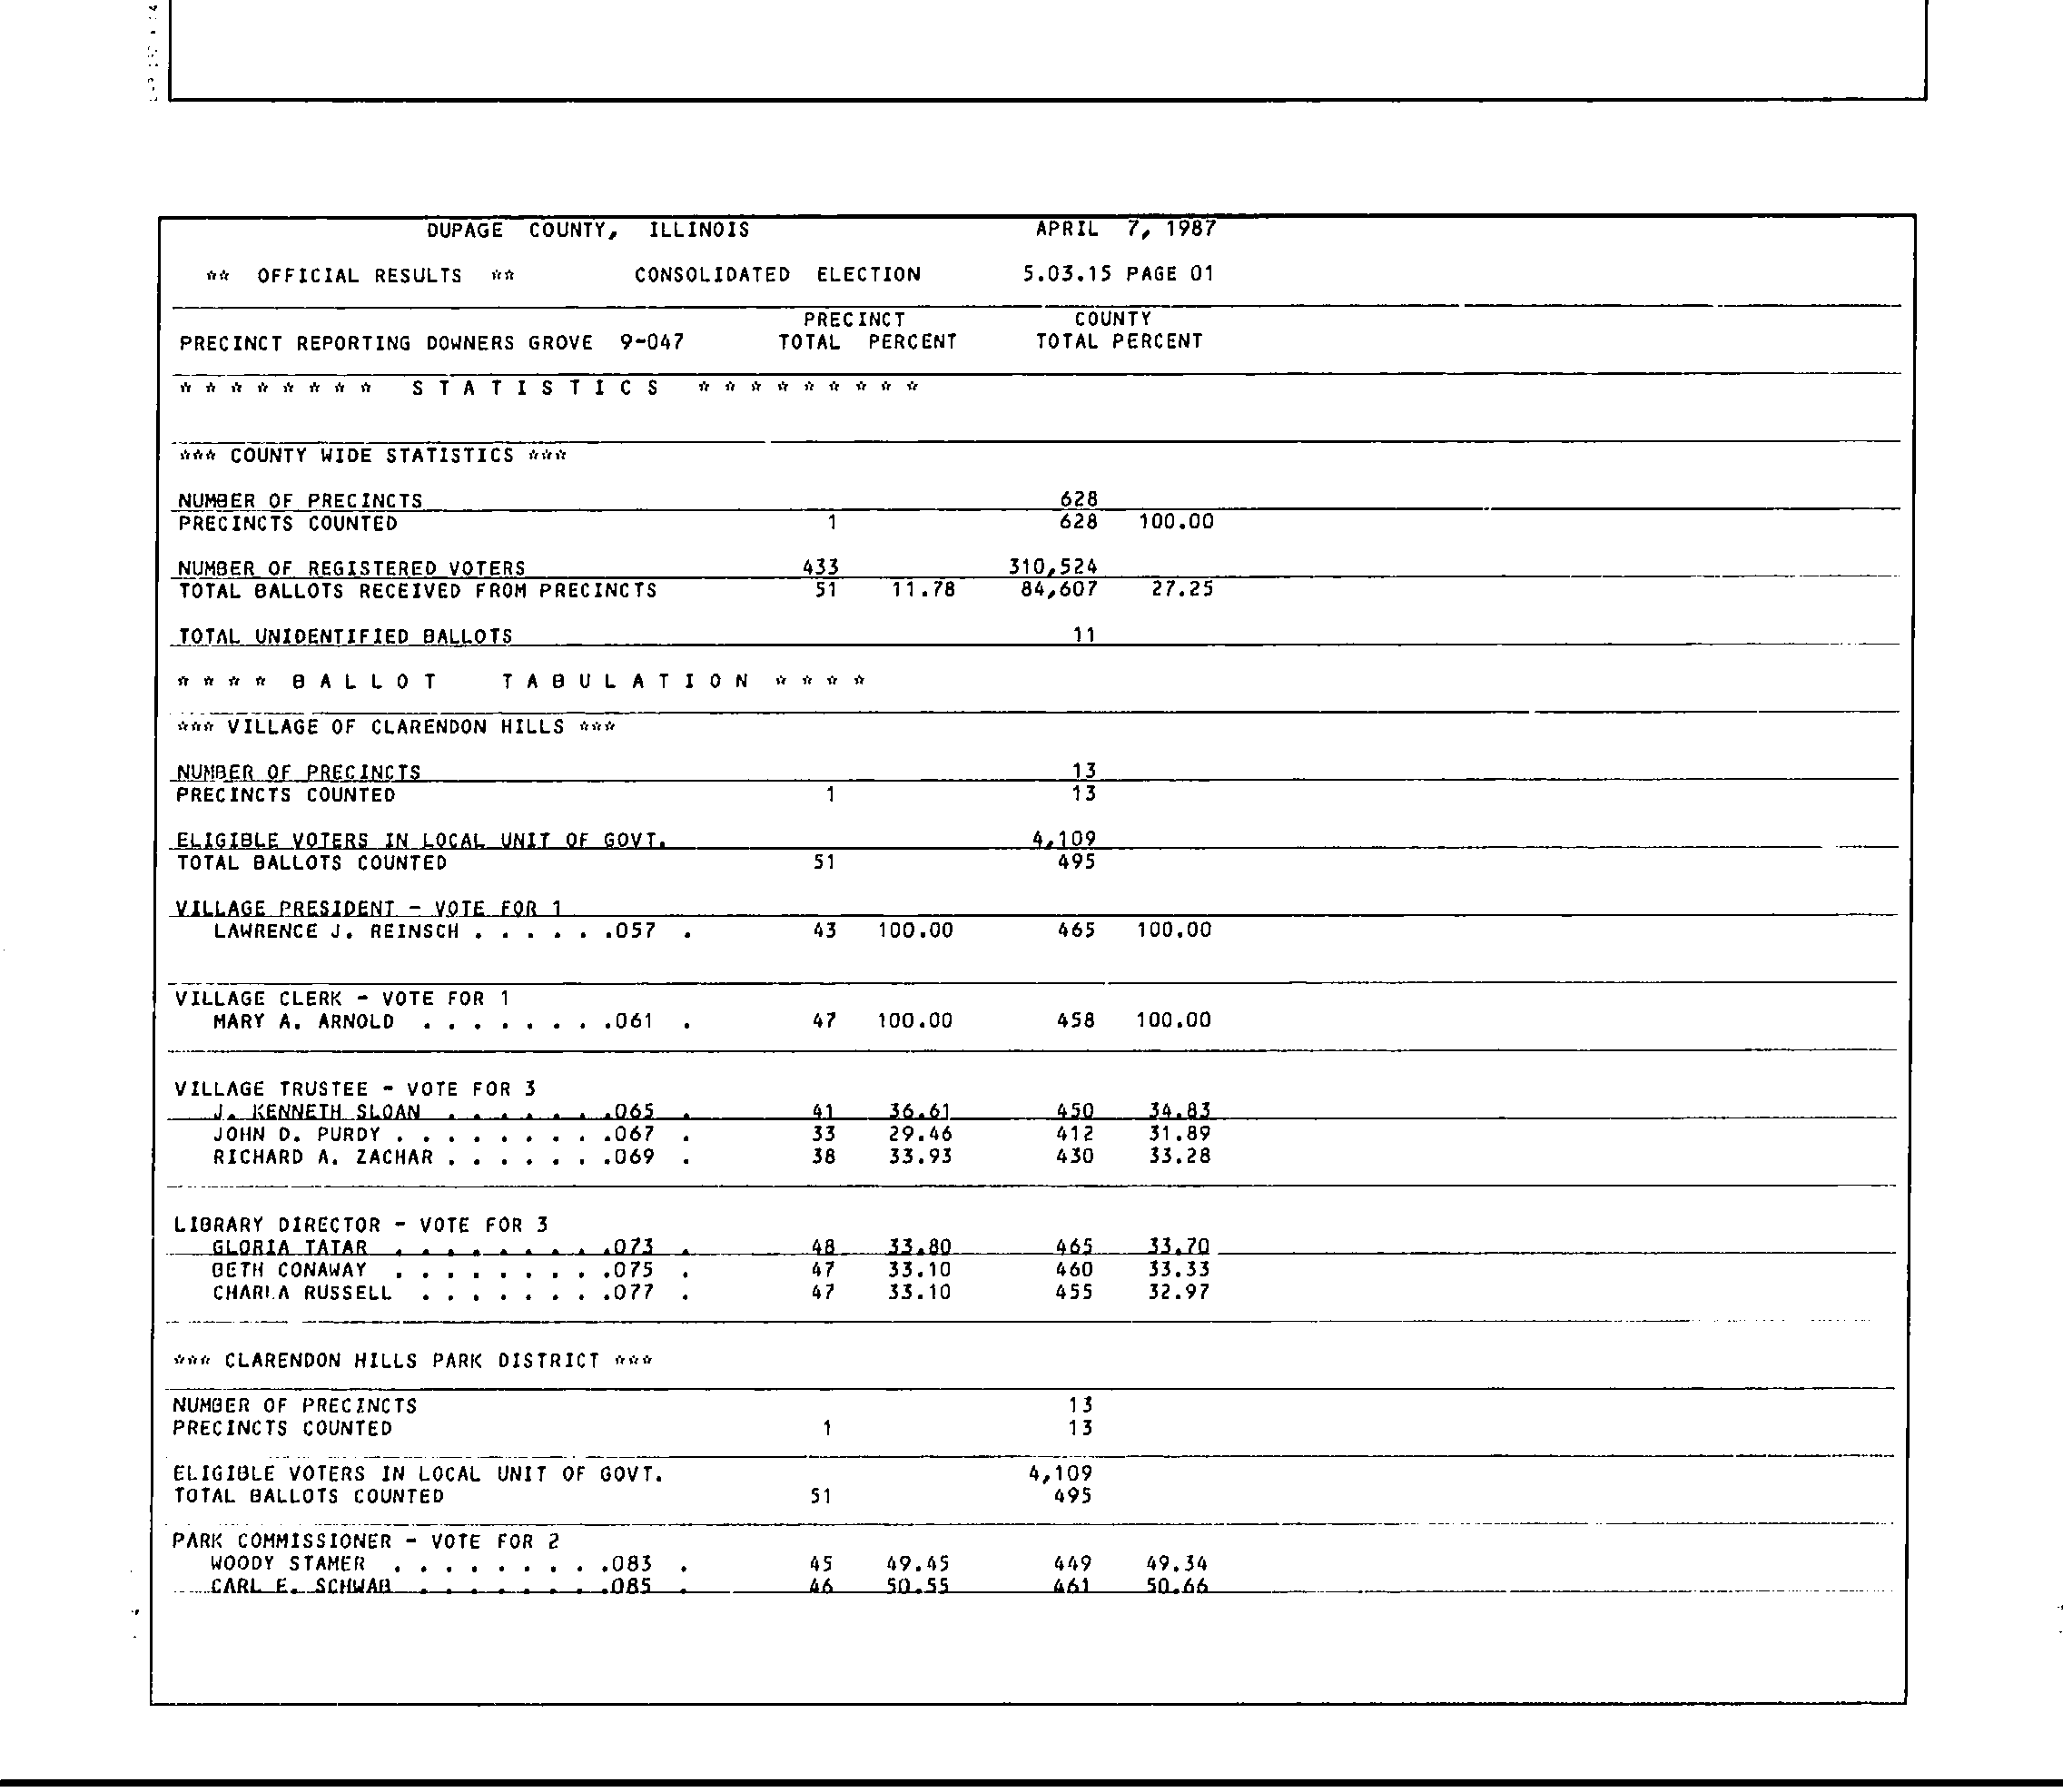 DUPAGE COUNTY, ILLINOIS APRIL 7, 1987
** OFFICIAL RESULTS ** CONSOLIDATED ELECTION 5.03.15 PAGE 01
PRECINCT COUNTY
PRECINCT REPORTING DOWNERS GROVE 9-047 TOTAL PERCENT TOTAL PERCENT
* * * * * * * * S T A T I S T I C S * * * * * * * * *
*** COUNTY WIDE STATISTICS ***
NUMBER OF PRECINCTS 628
PRECINCTS COUNTED 1 628 100.00
NUMBER OF REGISTERED VOTERS 433 310,524
TOTAL BALLOTS RECEIVED FROM PRECINCTS 51 11.78 84,607 27.25
TOTAL UNIDENTIFIED BALLOTS 11
* * * * B A L L O T T A B U L A T I O N * * * *
*** VILLAGE OF CLARENDON HILLS ***
NUMBER OF PRECINCTS 13
PRECINCTS COUNTED 1 13
ELIGIBLE VOTERS IN LOCAL UNIT OF GOVT. 4,109
TOTAL BALLOTS COUNTED 51 495
VILLAGE PRESIDENT - VOTE FOR 1
LAWRENCE J. REINSCH . . . . . .057 . 43 100.00 465 100.00
VILLAGE CLERK - VOTE FOR 1
MARY A. ARNOLD . . . . . . . .061 . 47 100.00 458 100.00
VILLAGE TRUSTEE - VOTE FOR 3
J. KENNETH SLOAN . . . . . . .065 . 41 36.61 450 34.83
JOHN D. PURDY . . . . . . . . .067 . 33 29.46 412 31.89
RICHARD A. ZACHAR . . . . . . .069 . 38 33.93 430 33.28
LIBRARY DIRECTOR - VOTE FOR 3
GLORIA TATAR . . . . . . . . .073 . 48 33.80 465 33.70
BETH CONAWAY . . . . . . . . .075 . 47 33.10 460 33.33
CHARLA RUSSELL . . . . . . . .077 . 47 33.10 455 32.97
*** CLARENDON HILLS PARK DISTRICT ***
NUMBER OF PRECINCTS 13
PRECINCTS COUNTED 1 13
ELIGIBLE VOTERS IN LOCAL UNIT OF GOVT. 4,109
TOTAL BALLOTS COUNTED 51 495
PARK COMMISSIONER - VOTE FOR 2
WOODY STAMER . . . . . . . . .083 . 45 49.45 449 49.34
CARL E. SCHWAB . . . . . . . .085 . 46 50.55 461 50.66